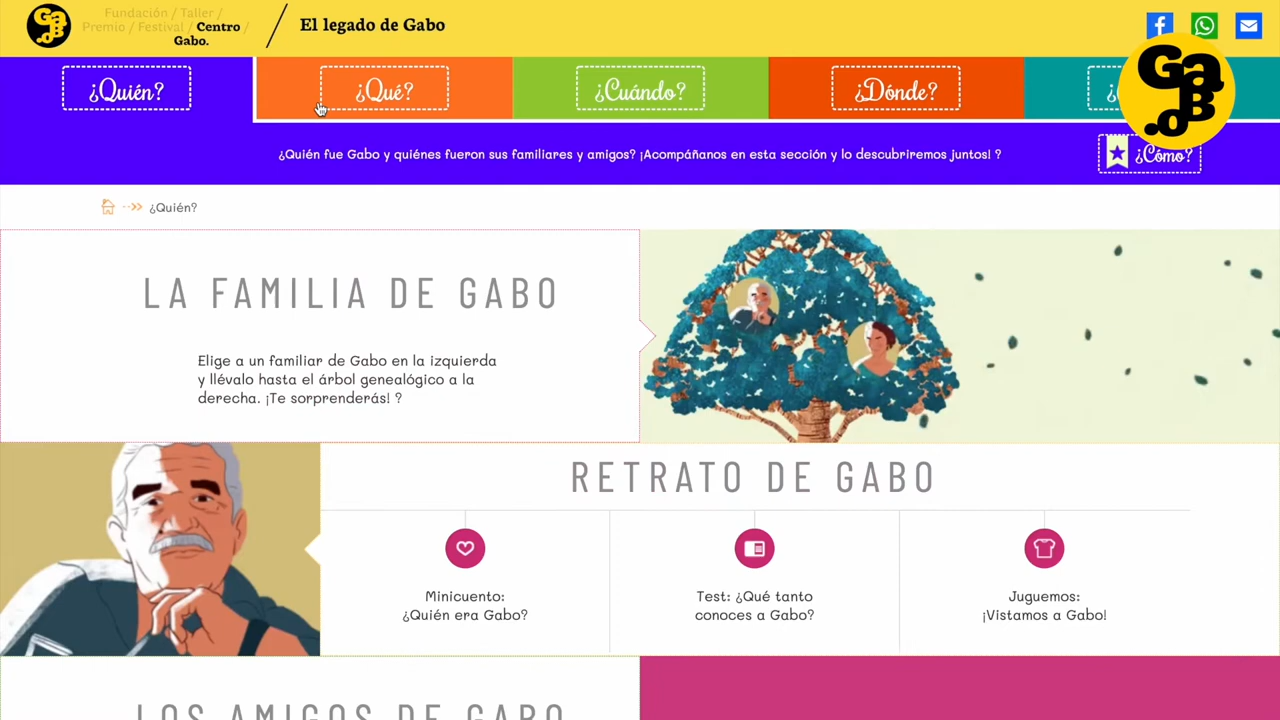 Gabo.
Fundación / Taller /
Premio / Festival / Centro /
Gabo.
El legado de Gabo
¿Quién?
¿Qué?
¿Cuándo?
¿Dónde?
Gabo.
¿Quién fue Gabo y quiénes fueron sus familiares y amigos? ¡Acompáñanos en esta sección y lo descubriremos juntos! ?
¿Cómo?
¿Quién?
LA FAMILIA DE GABO
Elige a un familiar de Gabo en la izquierda
y llévalo hasta el árbol genealógico a la
derecha. ¡Te sorprenderás! ?
RETRATO DE GABO
Minicuento:
¿Quién era Gabo?
Test: ¿Qué tanto
conoces a Gabo?
Juguemos:
¡Vistamos a Gabo!
LOS AMIGOS DE GABO